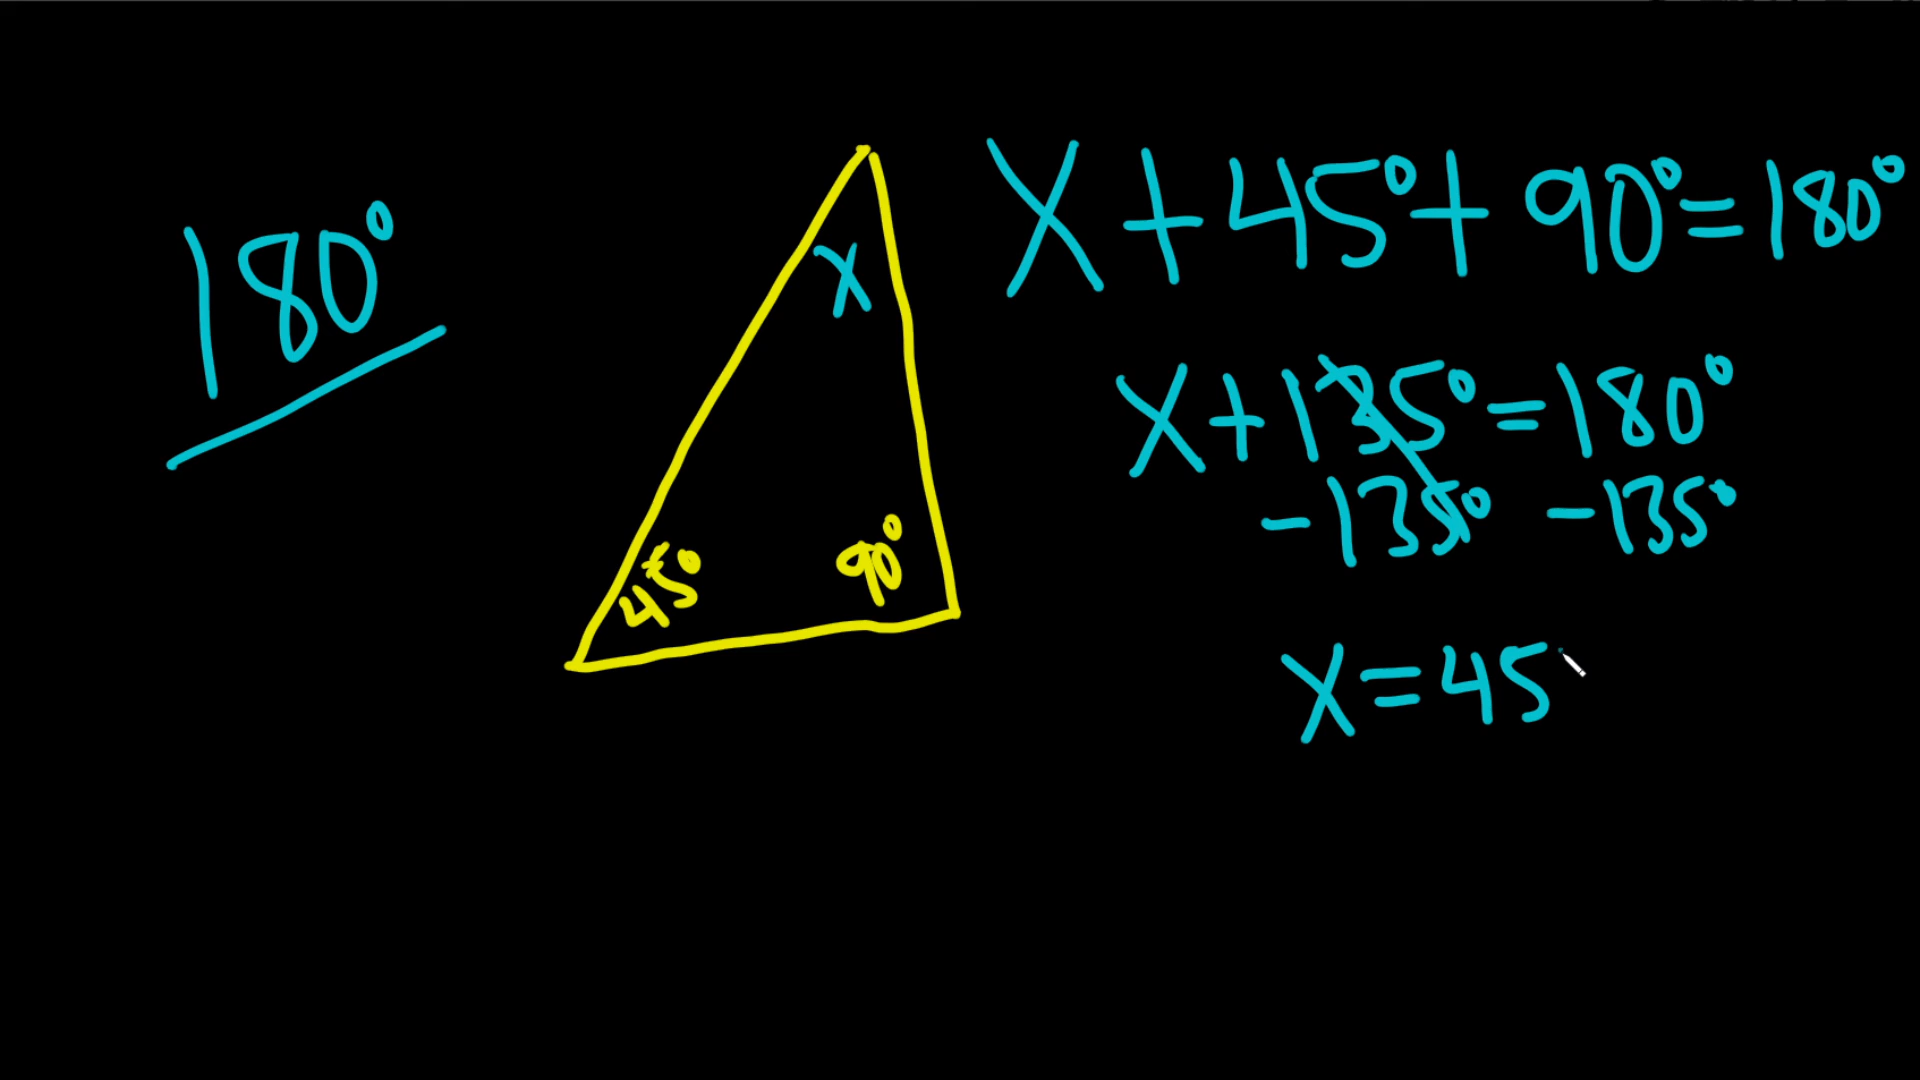 180°
X
45°
90°
X + 45° + 90° = 180°
X + 135° = 180°
-135° -135°
X = 45